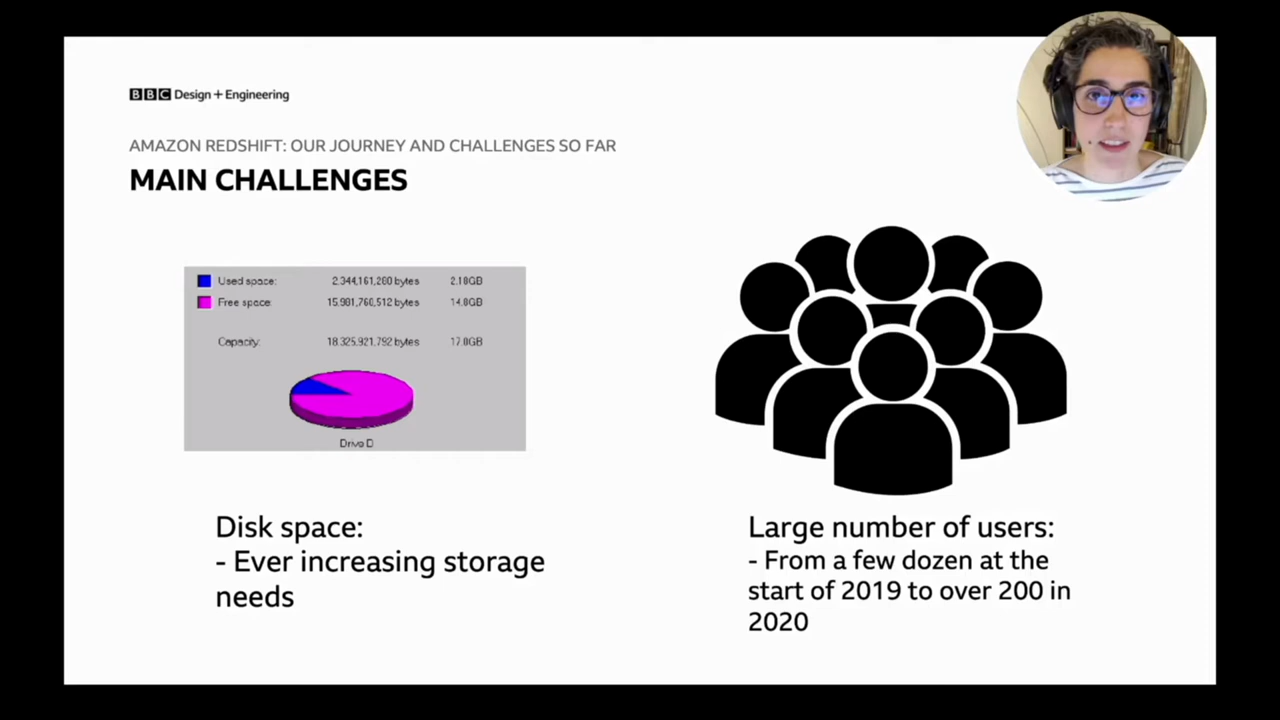 BBC Design + Engineering
AMAZON REDSHIFT: OUR JOURNEY AND CHALLENGES SO FAR
MAIN CHALLENGES
Used space: 2,344,161,280 bytes 2.18GB
Free space: 15,981,760,512 bytes 14.8GB
Capacity: 18,325,921,792 bytes 17.0GB
Drive D
Disk space:
- Ever increasing storage
needs
Large number of users:
- From a few dozen at the
start of 2019 to over 200 in
2020